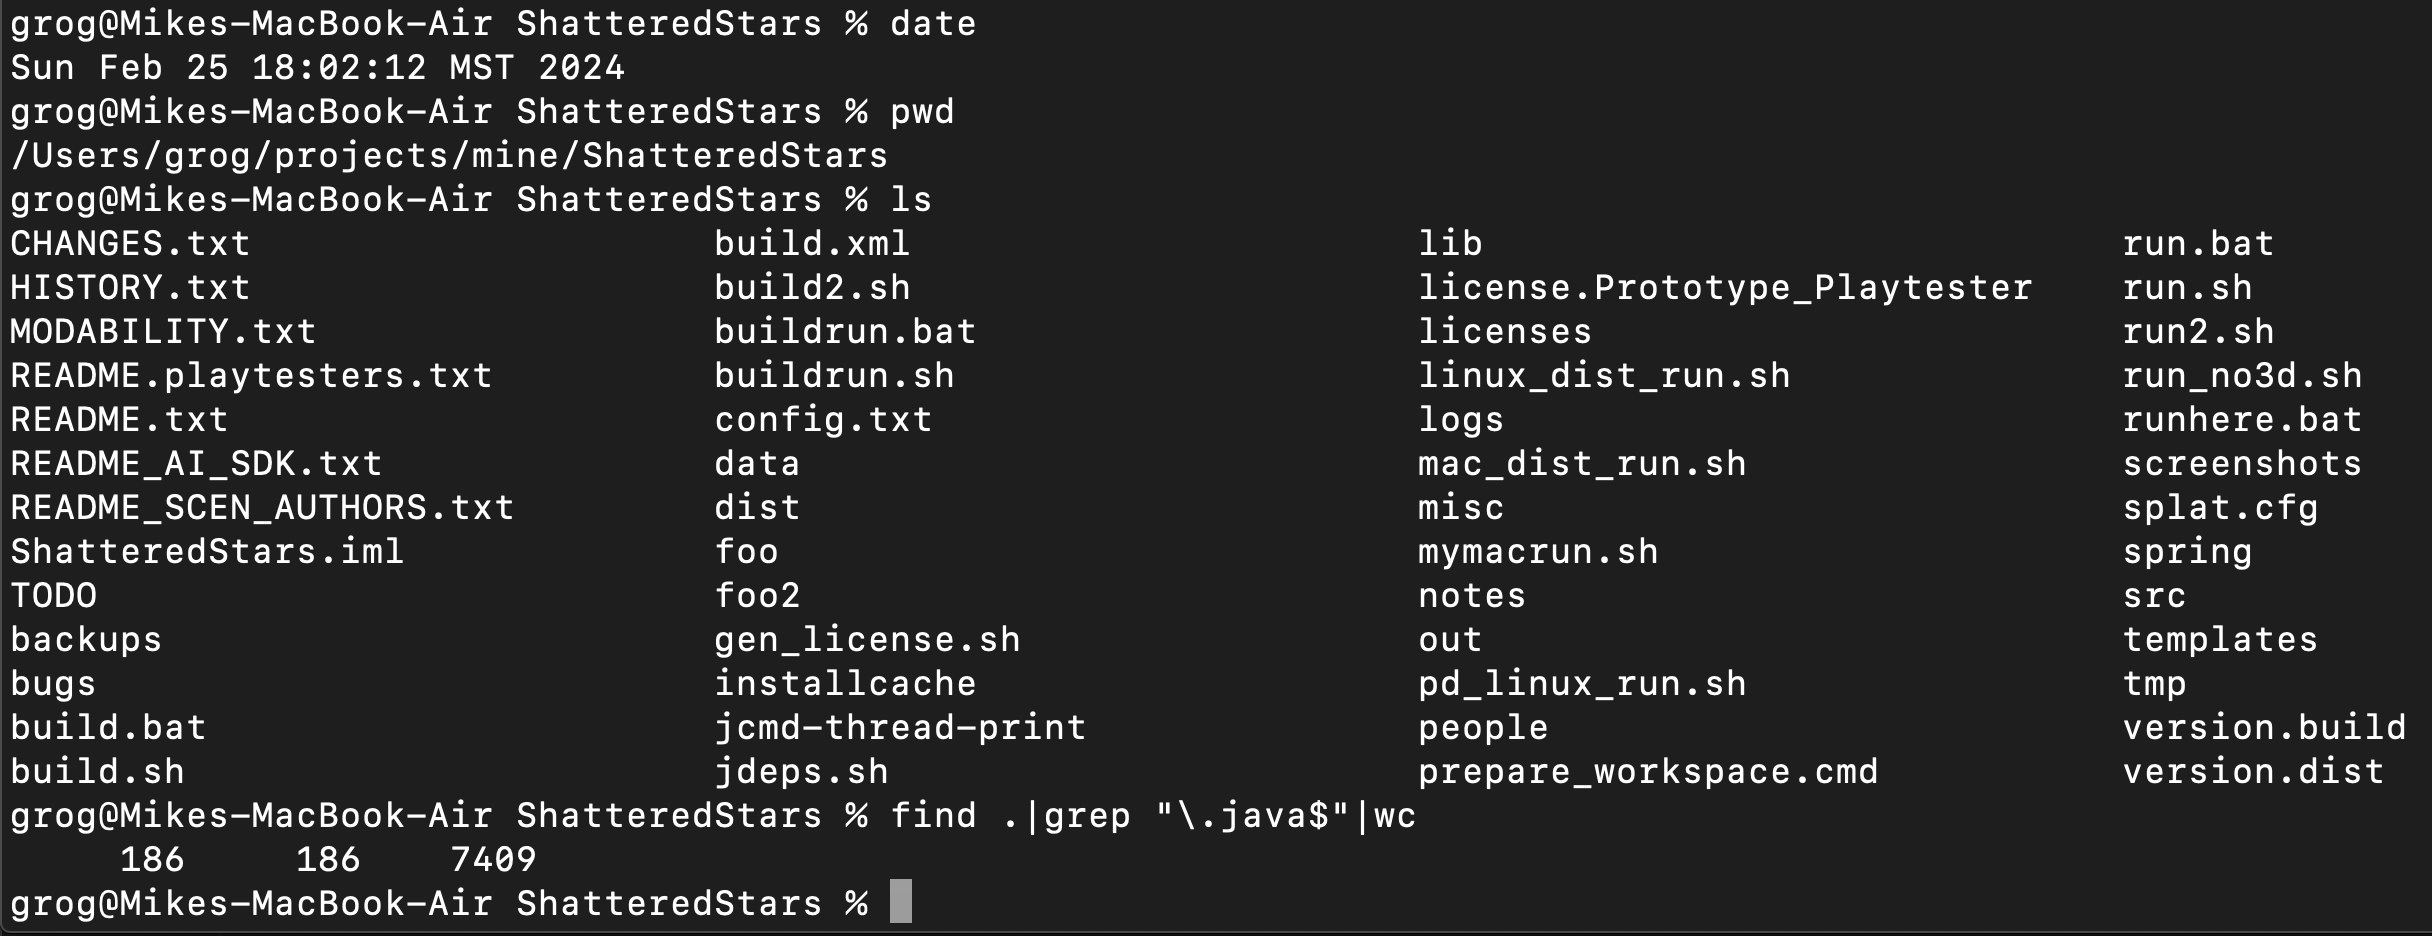 grog@Mikes-MacBook-Air ShatteredStars % date
Sun Feb 25 18:02:12 MST 2024
grog@Mikes-MacBook-Air ShatteredStars % pwd
/Users/grog/projects/mine/ShatteredStars
grog@Mikes-MacBook-Air ShatteredStars % ls
CHANGES.txt build.xml lib run.bat
HISTORY.txt build2.sh license.Prototype_Playtester run.sh
MODABILITY.txt buildrun.bat licenses run2.sh
README.playtesters.txt buildrun.sh linux_dist_run.sh run_no3d.sh
README.txt config.txt logs runhere.bat
README_AI_SDK.txt data mac_dist_run.sh screenshots
README_SCEN_AUTHORS.txt dist misc splat.cfg
ShatteredStars.iml foo mymacrun.sh spring
TODO foo2 notes src
backups gen_license.sh out templates
bugs installcache pd_linux_run.sh tmp
build.bat jcmd-thread-print people version.build
build.sh jdeps.sh prepare_workspace.cmd version.dist
grog@Mikes-MacBook-Air ShatteredStars % find .|grep "\.java$"|wc
186 186 7409
grog@Mikes-MacBook-Air ShatteredStars %